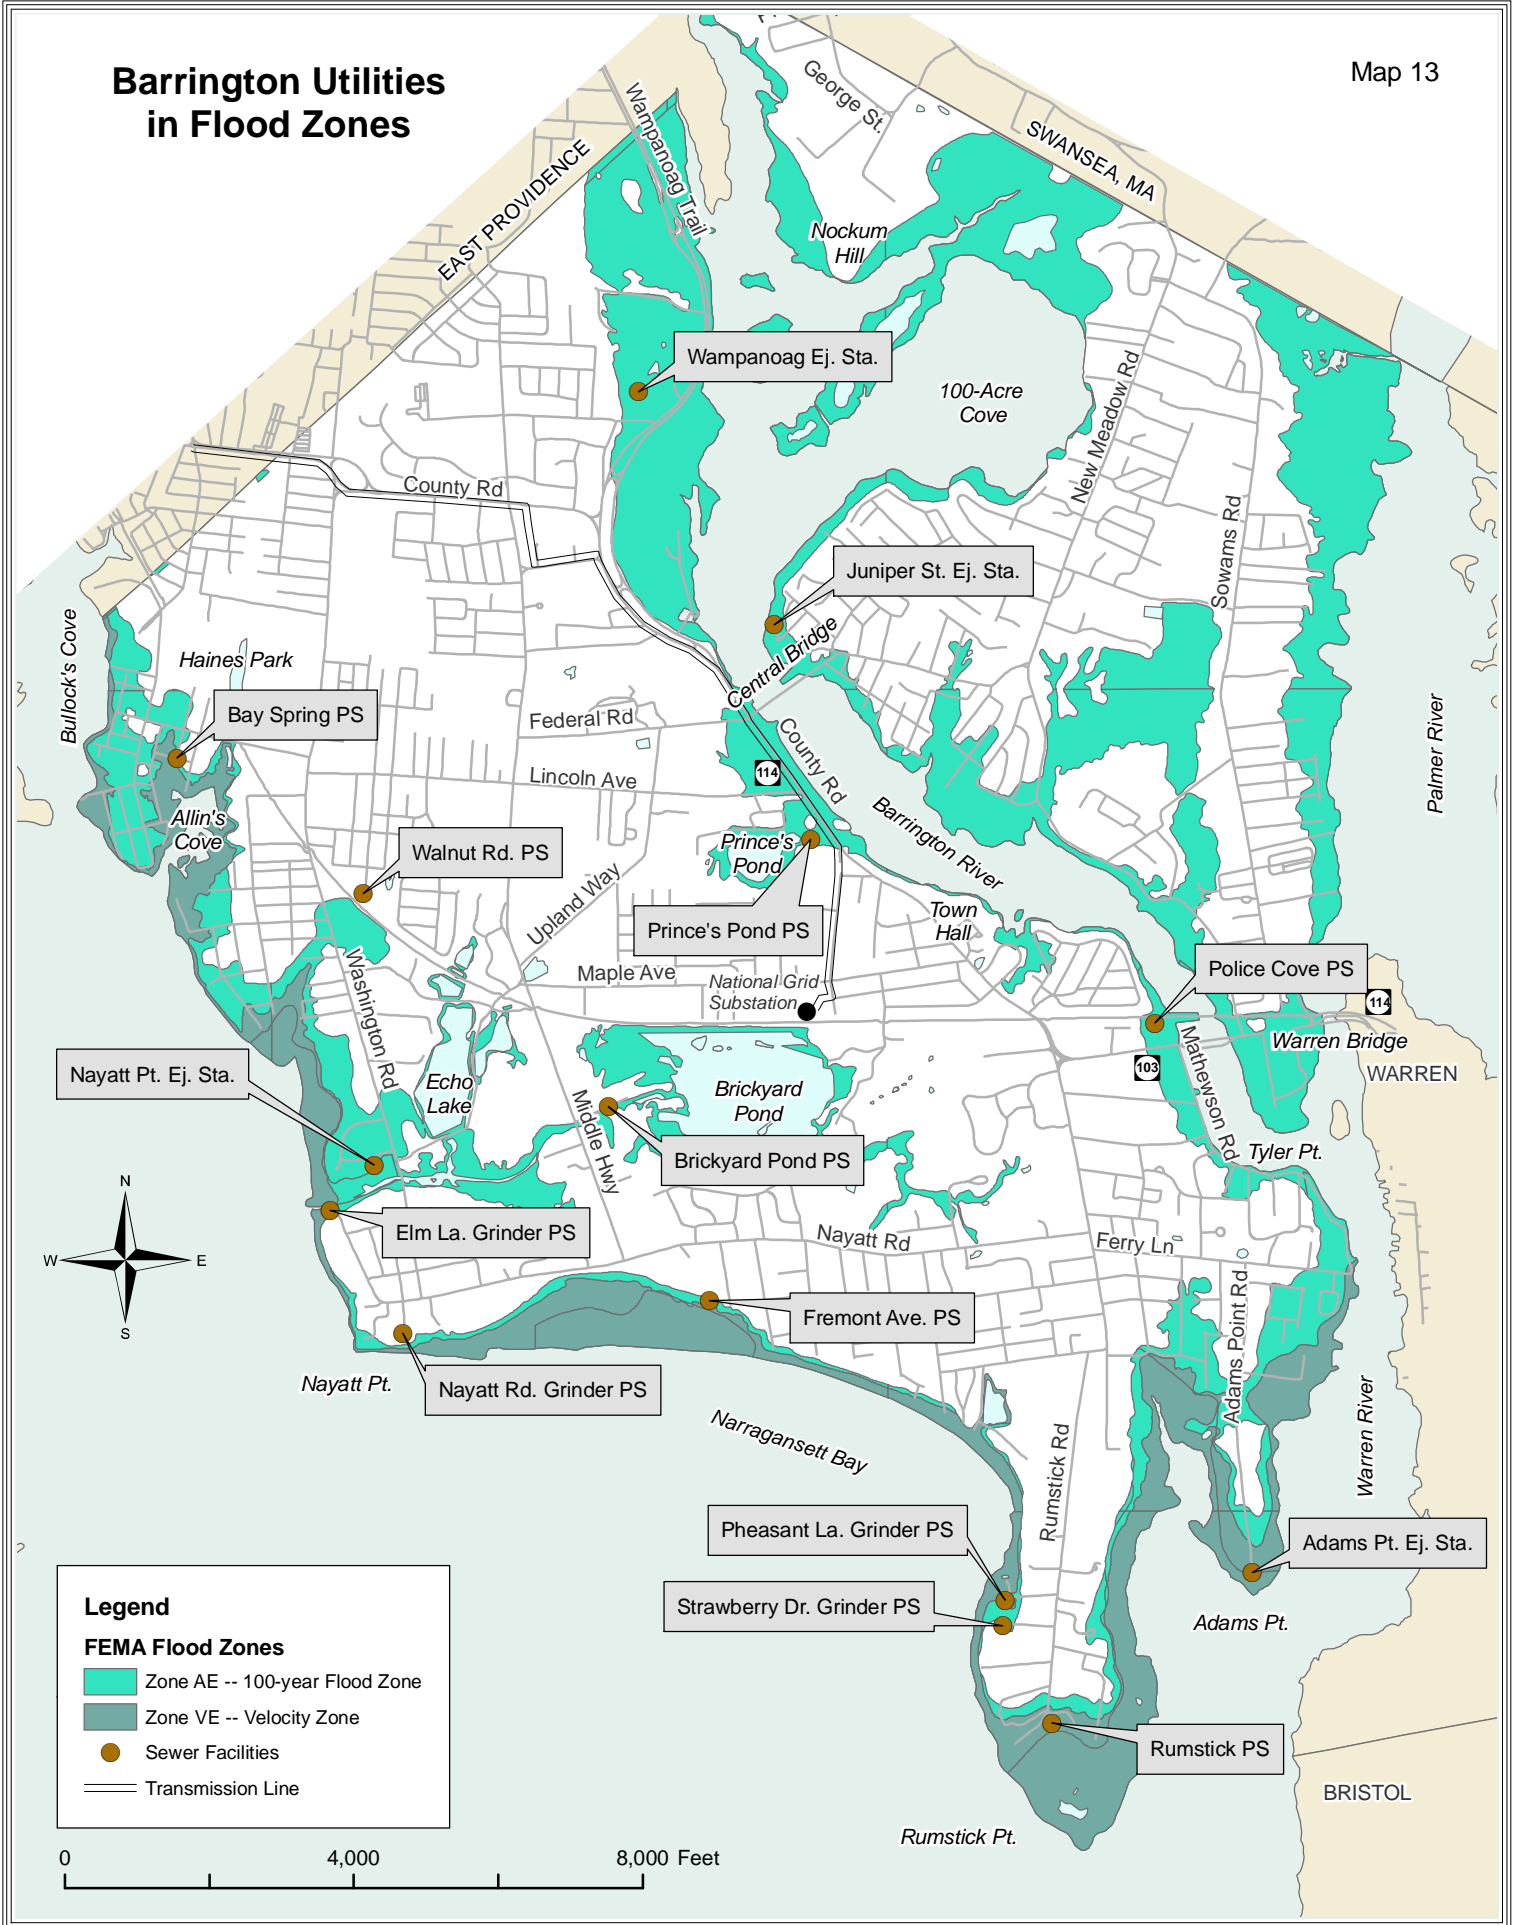 Barrington Utilities
in Flood Zones
Map 13
George St.
SWANSEA, MA
Wampanoag Trail
EAST PROVIDENCE
Nockum
Hill
Wampanoag Ej. Sta.
100-Acre
Cove
New Meadow Rd
County Rd
Sowams Rd
Juniper St. Ej. Sta.
Bullock's Cove
Haines Park
Central Bridge
Bay Spring PS
Federal Rd
Palmer River
County Rd
114
Lincoln Ave
Allin's
Cove
Barrington River
Prince's
Pond
Walnut Rd. PS
Upland Way
Prince's Pond PS
Town
Hall
Washington Rd
Maple Ave
National Grid
Substation
Police Cove PS
114
Warren Bridge
WARREN
103
Mathewson Rd
Nayatt Pt. Ej. Sta.
Echo
Lake
Middle Hwy
Brickyard
Pond
Brickyard Pond PS
Tyler Pt.
N
W
E
S
Elm La. Grinder PS
Nayatt Rd
Ferry Ln
Adams Point Rd
Fremont Ave. PS
Nayatt Pt.
Nayatt Rd. Grinder PS
Narragansett Bay
Rumstick Rd
Warren River
Pheasant La. Grinder PS
Adams Pt. Ej. Sta.
Strawberry Dr. Grinder PS
Adams Pt.
Rumstick PS
BRISTOL
Rumstick Pt.
Legend
FEMA Flood Zones
Zone AE -- 100-year Flood Zone
Zone VE -- Velocity Zone
Sewer Facilities
Transmission Line
0
4,000
8,000 Feet